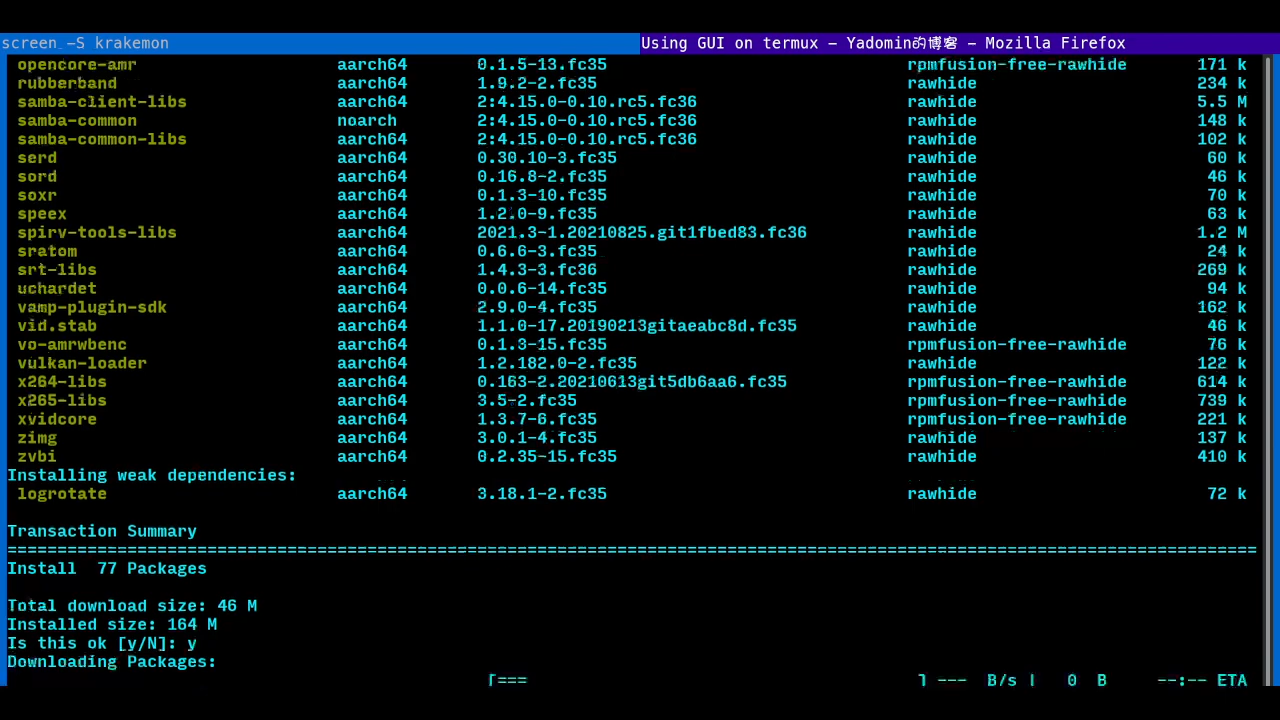 screen -S krakemon
Using GUI on termux — Yadomin的博客 — Mozilla Firefox
opencore-amr aarch64 0.1.5-13.fc35 rpmfusion-free-rawhide 171 k
rubberband aarch64 1.9.2-2.fc35 rawhide 234 k
samba-client-libs aarch64 2:4.15.0-0.10.rc5.fc36 rawhide 5.5 M
samba-common noarch 2:4.15.0-0.10.rc5.fc36 rawhide 148 k
samba-common-libs aarch64 2:4.15.0-0.10.rc5.fc36 rawhide 102 k
serd aarch64 0.30.10-3.fc35 rawhide 60 k
sord aarch64 0.16.8-2.fc35 rawhide 46 k
soxr aarch64 0.1.3-10.fc35 rawhide 70 k
speex aarch64 1.2.0-9.fc35 rawhide 63 k
spirv-tools-libs aarch64 2021.3-1.20210825.git1fbed83.fc36 rawhide 1.2 M
sratom aarch64 0.6.6-3.fc35 rawhide 24 k
srt-libs aarch64 1.4.3-3.fc36 rawhide 269 k
uchardet aarch64 0.0.6-14.fc35 rawhide 94 k
vamp-plugin-sdk aarch64 2.9.0-4.fc35 rawhide 162 k
vid.stab aarch64 1.1.0-17.20190213gitaeabc8d.fc35 rawhide 46 k
vo-amrwbenc aarch64 0.1.3-15.fc35 rpmfusion-free-rawhide 76 k
vulkan-loader aarch64 1.2.182.0-2.fc35 rawhide 122 k
x264-libs aarch64 0.163-2.20210613git5db6aa6.fc35 rpmfusion-free-rawhide 614 k
x265-libs aarch64 3.5-2.fc35 rpmfusion-free-rawhide 739 k
xvidcore aarch64 1.3.7-6.fc35 rpmfusion-free-rawhide 221 k
zimg aarch64 3.0.1-4.fc35 rawhide 137 k
zvbi aarch64 0.2.35-15.fc35 rawhide 410 k
Installing weak dependencies:
logrotate aarch64 3.18.1-2.fc35 rawhide 72 k
Transaction Summary
================================================================================
Install  77 Packages
Total download size: 46 M
Installed size: 164 M
Is this ok [y/N]: y
Downloading Packages:
[=== ] --- B/s | 0 B --:-- ETA